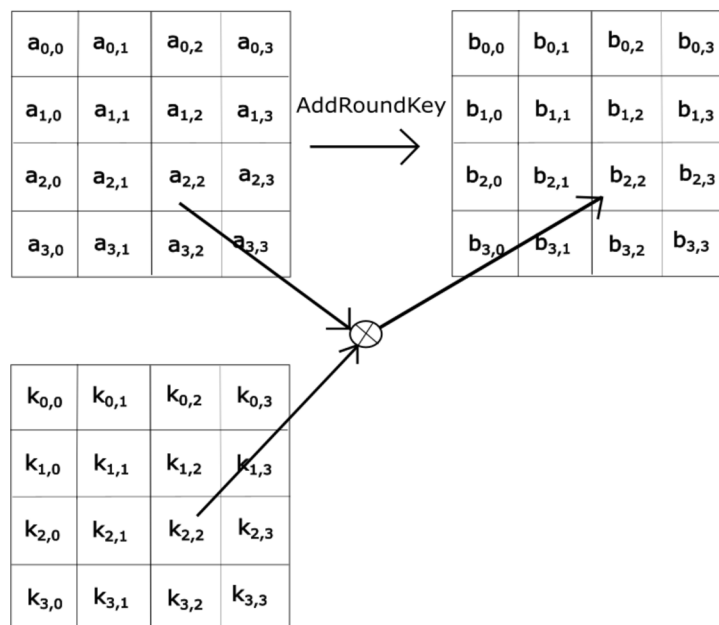 a0,0 a0,1 a0,2 a0,3 b0,0 b0,1 b0,2 b0,3
a1,0 a1,1 a1,2 a1,3 AddRoundKey b1,0 b1,1 b1,2 b1,3
a2,0 a2,1 a2,2 a2,3 b2,0 b2,1 b2,2 b2,3
a3,0 a3,1 a3,2 a3,3 b3,0 b3,1 b3,2 b3,3
k0,0 k0,1 k0,2 k0,3
k1,0 k1,1 k1,2 k1,3
k2,0 k2,1 k2,2 k2,3
k3,0 k3,1 k3,2 k3,3